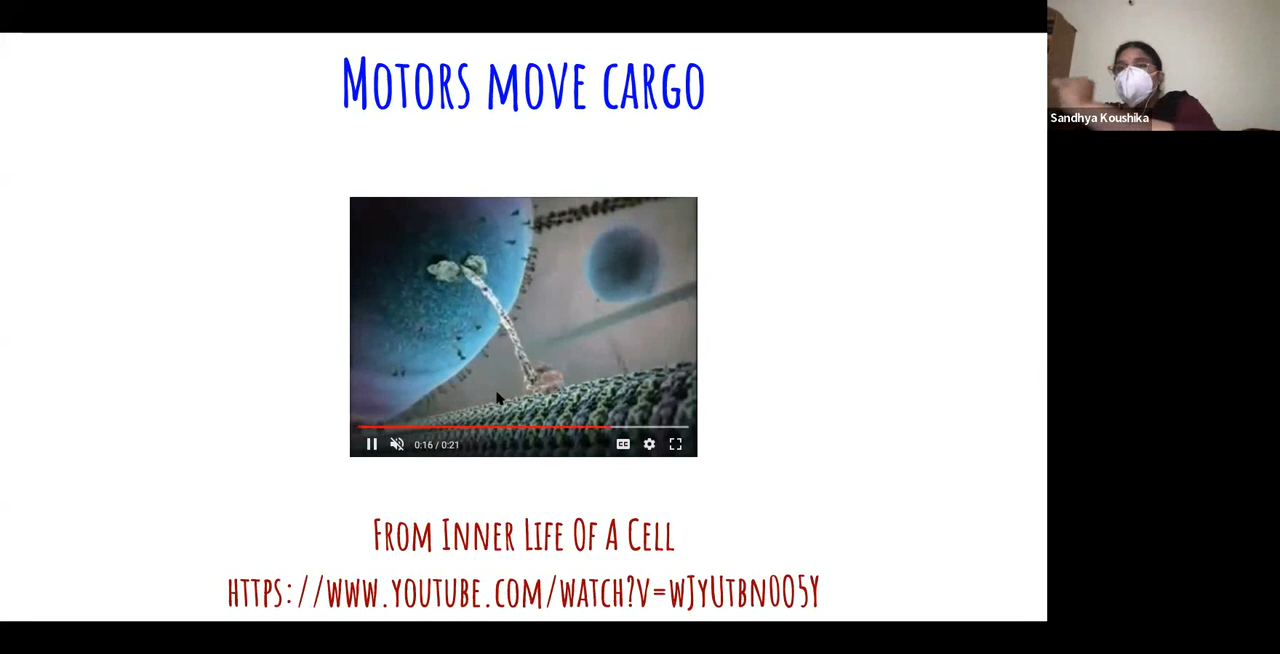 MOTORS MOVE CARGO
Sandhya Koushika
0:16 / 0:21
CC
FROM INNER LIFE OF A CELL
HTTPS://WWW.YOUTUBE.COM/WATCH?V=WJYUTBN0O5Y